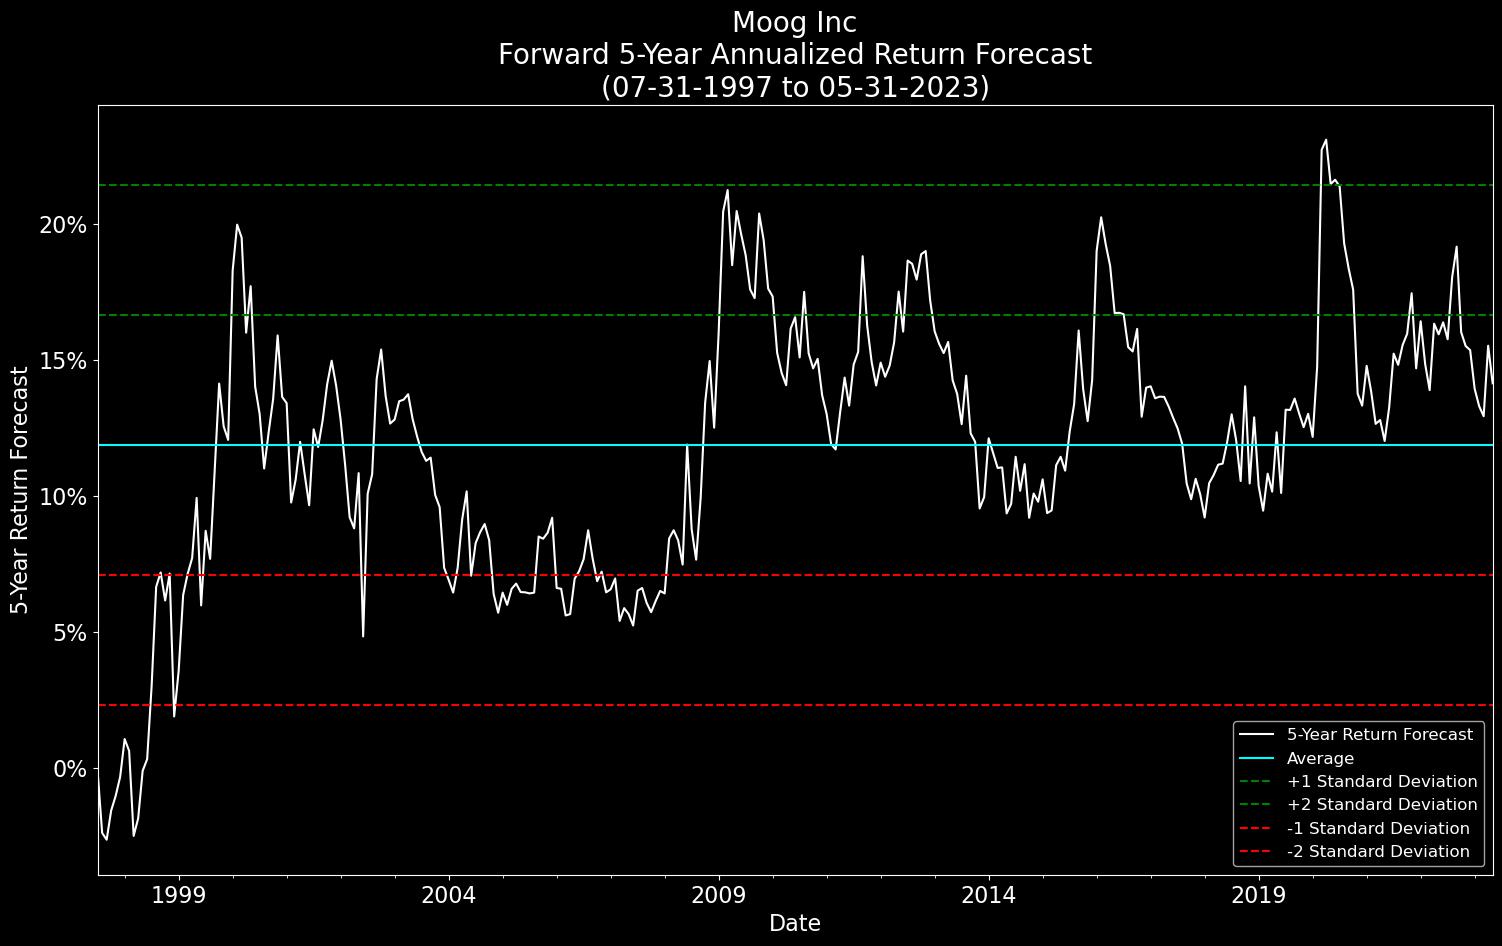 Moog Inc
Forward 5-Year Annualized Return Forecast
(07-31-1997 to 05-31-2023)
5-Year Return Forecast
20%
15%
10%
5%
0%
1999
2004
2009
2014
2019
Date
5-Year Return Forecast
Average
+1 Standard Deviation
+2 Standard Deviation
-1 Standard Deviation
-2 Standard Deviation